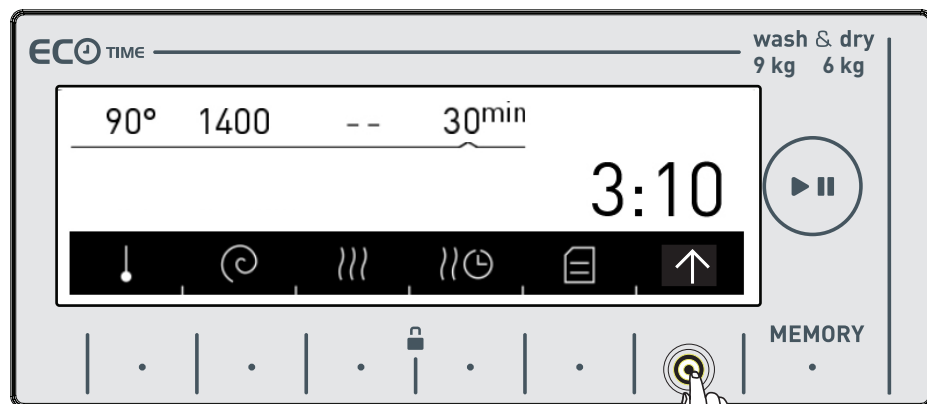 ECO TIME
wash & dry
9 kg 6 kg
90° 1400 -- 30min
3:10
MEMORY